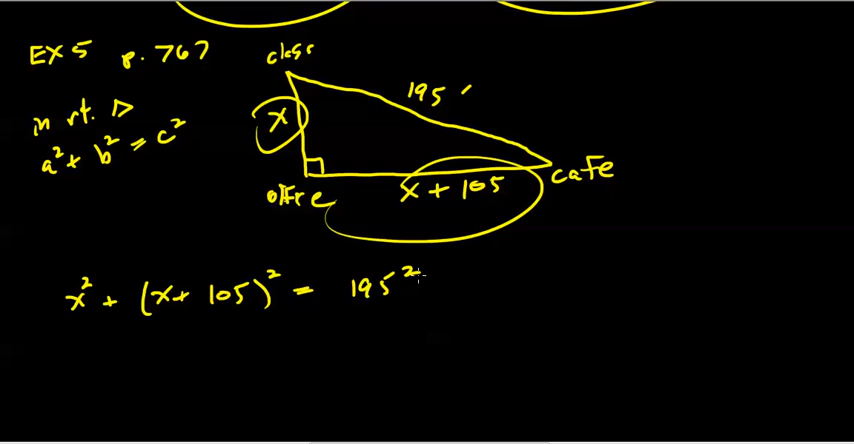 EX 5 p. 767
class
195 '
in rt. △
x
a² + b² = c²
cafe
office
x + 105
x² + (x + 105)² = 195²